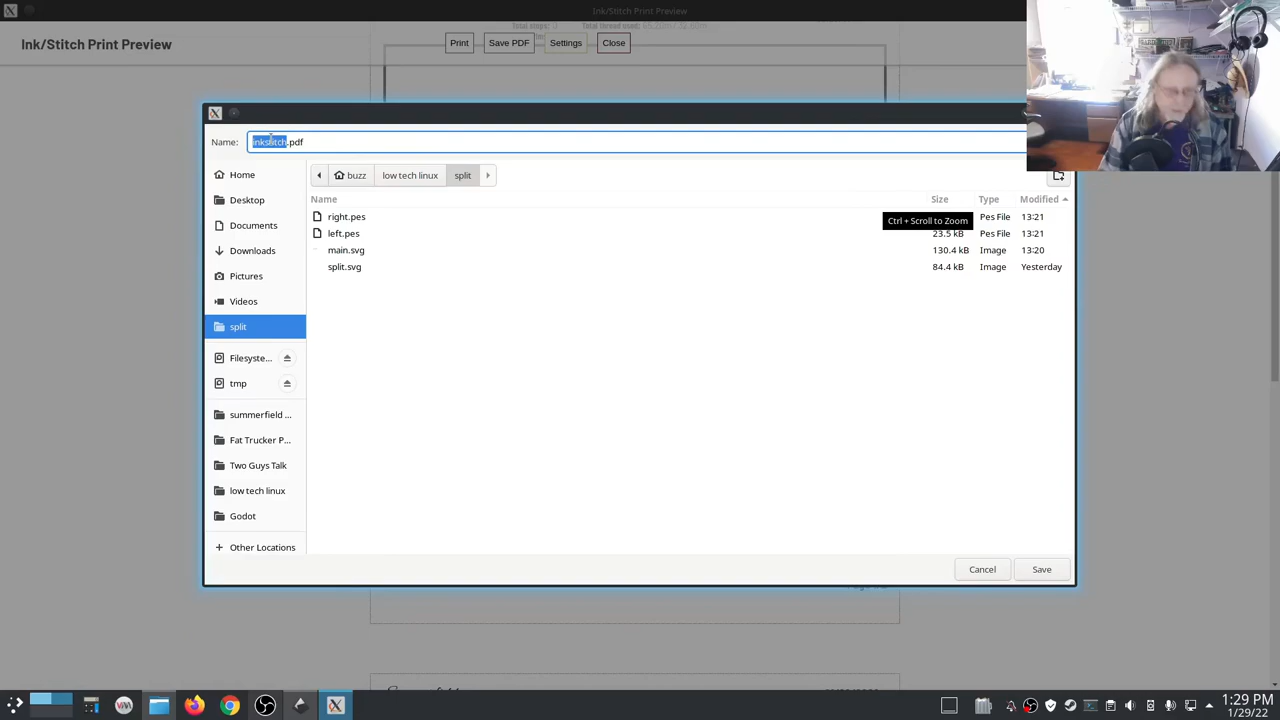 Ink/Stitch Print Preview
Ink/Stitch Print Preview
Print
Save PDF
Settings
Close
Name:
inkstitch.pdf
buzz
low tech linux
split
Name
Size
Type
Modified
right.pes
Pes File
13:21
Ctrl + Scroll to Zoom
left.pes
23.5 kB
Pes File
13:21
main.svg
130.4 kB
Image
13:20
split.svg
84.4 kB
Image
Yesterday
Home
Desktop
Documents
Downloads
Pictures
Videos
split
Filesyste...
tmp
summerfield ...
Fat Trucker P...
Two Guys Talk
low tech linux
Godot
+ Other Locations
Cancel
Save
1:29 PM
1/29/22